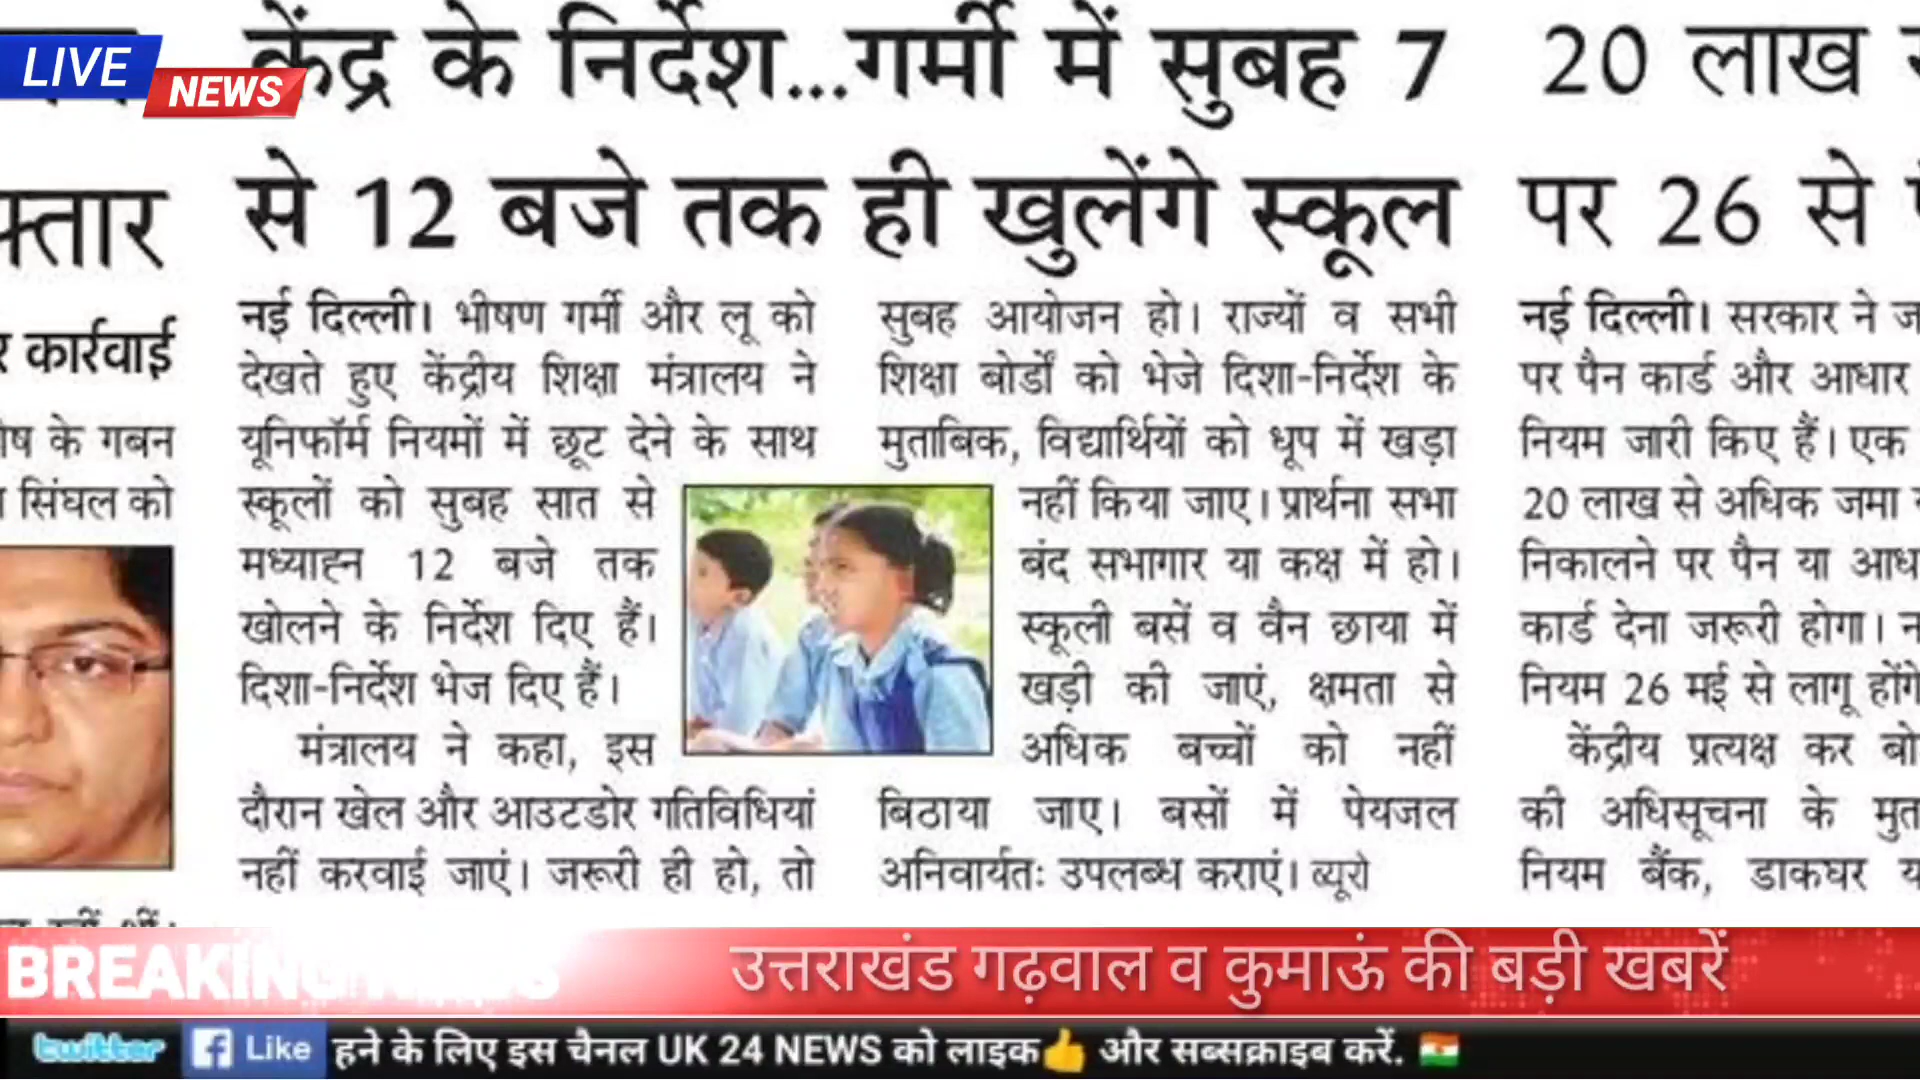 LIVE
NEWS
केंद्र के निर्देश...गर्मी में सुबह 7
से 12 बजे तक ही खुलेंगे स्कूल
नई दिल्ली। भीषण गर्मी और लू को
देखते हुए केंद्रीय शिक्षा मंत्रालय ने
यूनिफॉर्म नियमों में छूट देने के साथ
स्कूलों को सुबह सात से
मध्याह्न 12 बजे तक
खोलने के निर्देश दिए हैं।
दिशा-निर्देश भेज दिए हैं।
मंत्रालय ने कहा, इस
दौरान खेल और आउटडोर गतिविधियां
नहीं करवाई जाएं। जरूरी ही हो, तो
सुबह आयोजन हो। राज्यों व सभी
शिक्षा बोर्डों को भेजे दिशा-निर्देश के
मुताबिक, विद्यार्थियों को धूप में खड़ा
नहीं किया जाए। प्रार्थना सभा
बंद सभागार या कक्ष में हो।
स्कूली बसें व वैन छाया में
खड़ी की जाएं, क्षमता से
अधिक बच्चों को नहीं
बिठाया जाए। बसों में पेयजल
अनिवार्यतः उपलब्ध कराएं। ब्यूरो
कार्रवाई
के गबन
सिंघल को
20 लाख
पर 26 से
नई दिल्ली। सरकार ने
पर पैन कार्ड और आधार
नियम जारी किए हैं। एक
20 लाख से अधिक जमा
निकालने पर पैन या
कार्ड देना जरूरी होगा।
नियम 26 मई से लागू होंगे
केंद्रीय प्रत्यक्ष कर
की अधिसूचना के
नियम बैंक, डाकघर
BREAKING NEWS
उत्तराखंड गढ़वाल व कुमाऊं की बड़ी खबरें
twitter
f Like
हने के लिए इस चैनल UK 24 NEWS को लाइक👍 और सब्सक्राइब करें. 🇮🇳